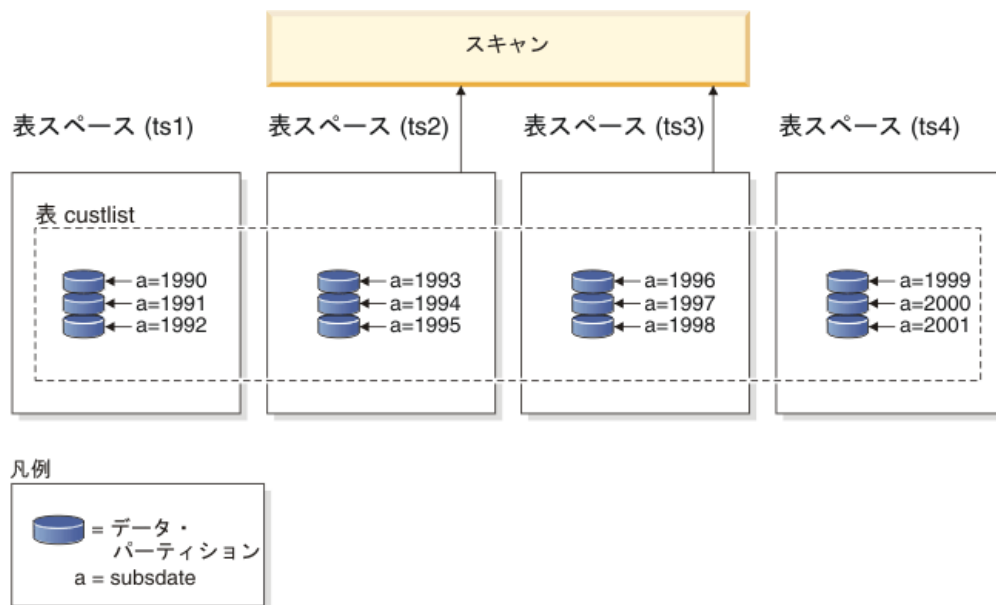 スキャン
表スペース (ts1)
表スペース (ts2)
表スペース (ts3)
表スペース (ts4)
表 custlist
a=1990
a=1991
a=1992
a=1993
a=1994
a=1995
a=1996
a=1997
a=1998
a=1999
a=2000
a=2001
凡例
= データ・
パーティション
a = subsdate